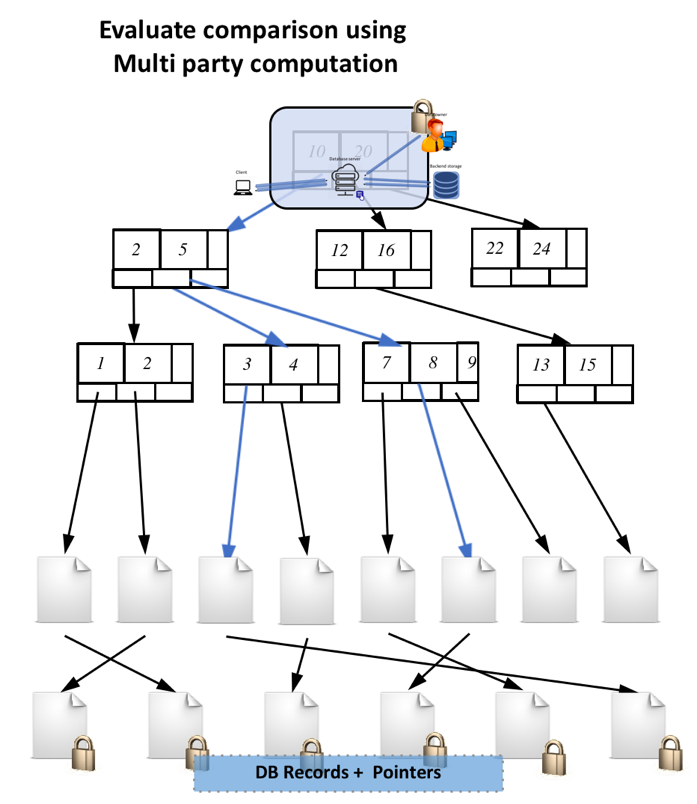 Evaluate comparison using
Multi party computation
10 20
Database server
Client
Backend storage
2 5
12 16
22 24
1 2
3 4
7 8 9
13 15
DB Records + Pointers